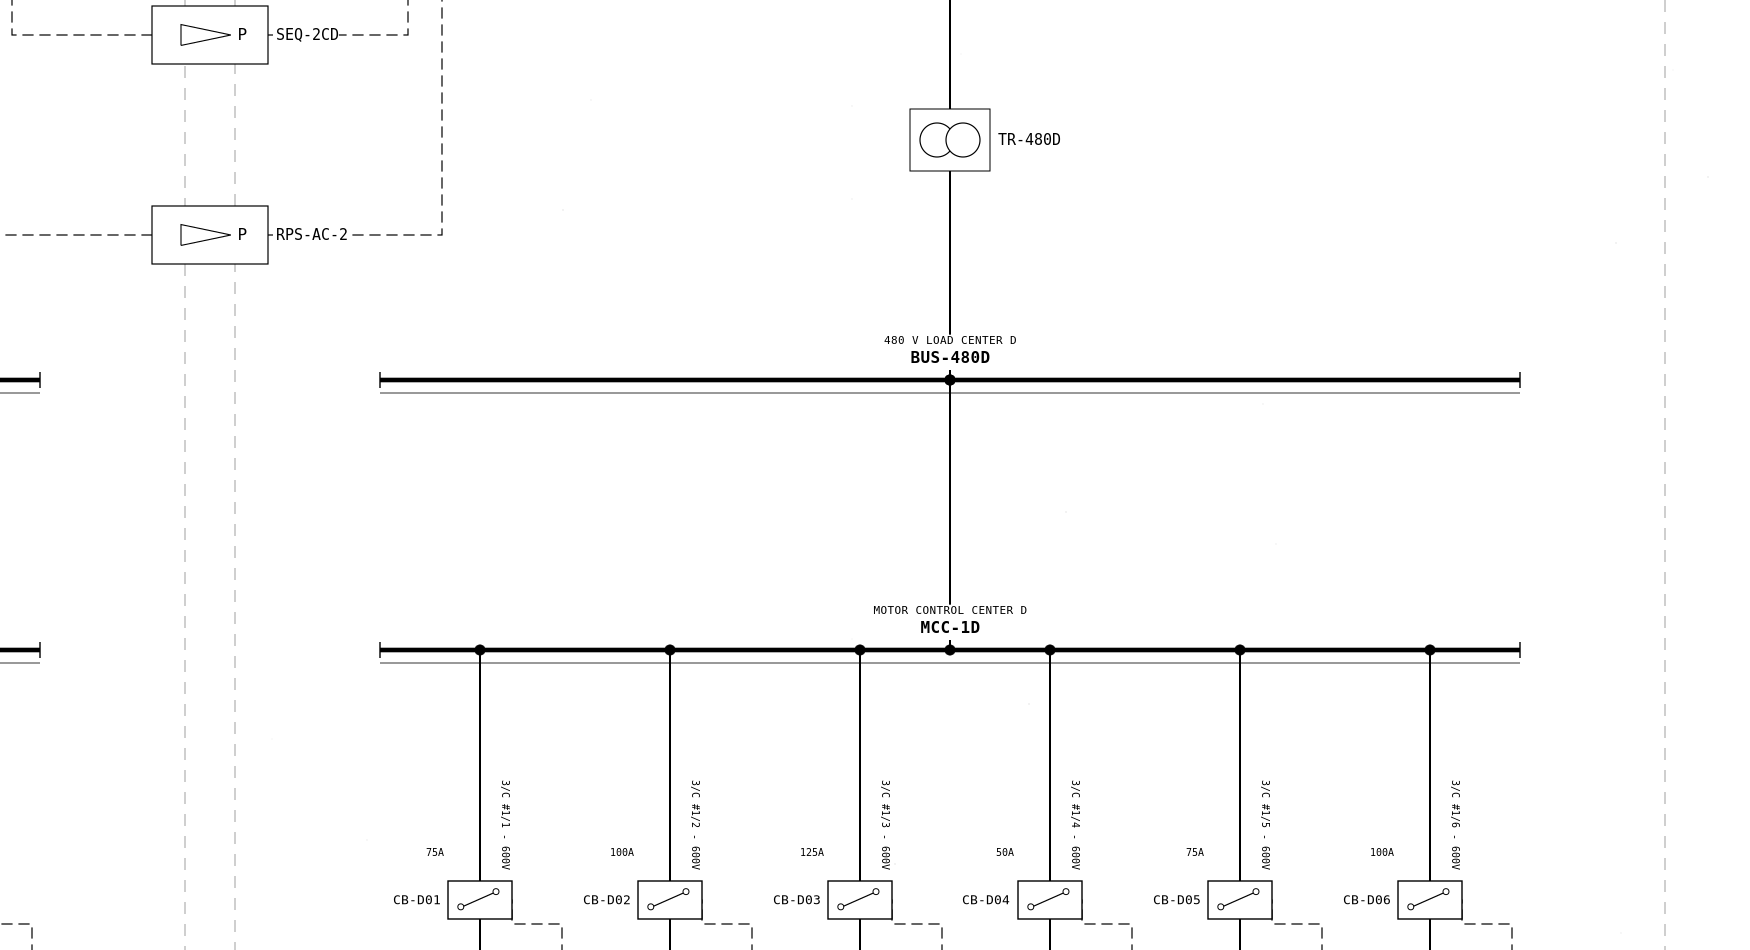 P SEQ-2CD
TR-480D
P RPS-AC-2
480 V LOAD CENTER D
BUS-480D
MOTOR CONTROL CENTER D
MCC-1D
3/C #1/1 - 600V
3/C #1/2 - 600V
3/C #1/3 - 600V
3/C #1/4 - 600V
3/C #1/5 - 600V
3/C #1/6 - 600V
75A 100A 125A 50A 75A 100A
CB-D01 CB-D02 CB-D03 CB-D04 CB-D05 CB-D06